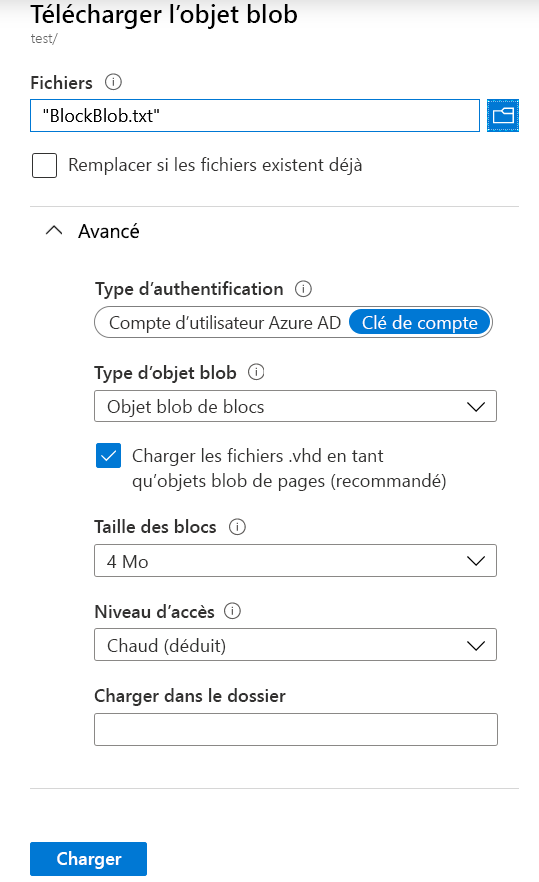 Télécharger l'objet blob
test/
Fichiers
"BlockBlob.txt"
Remplacer si les fichiers existent déjà
Avancé
Type d'authentification
Compte d'utilisateur Azure AD Clé de compte
Type d'objet blob
Objet blob de blocs
Charger les fichiers .vhd en tant
qu'objets blob de pages (recommandé)
Taille des blocs
4 Mo
Niveau d'accès
Chaud (déduit)
Charger dans le dossier
Charger